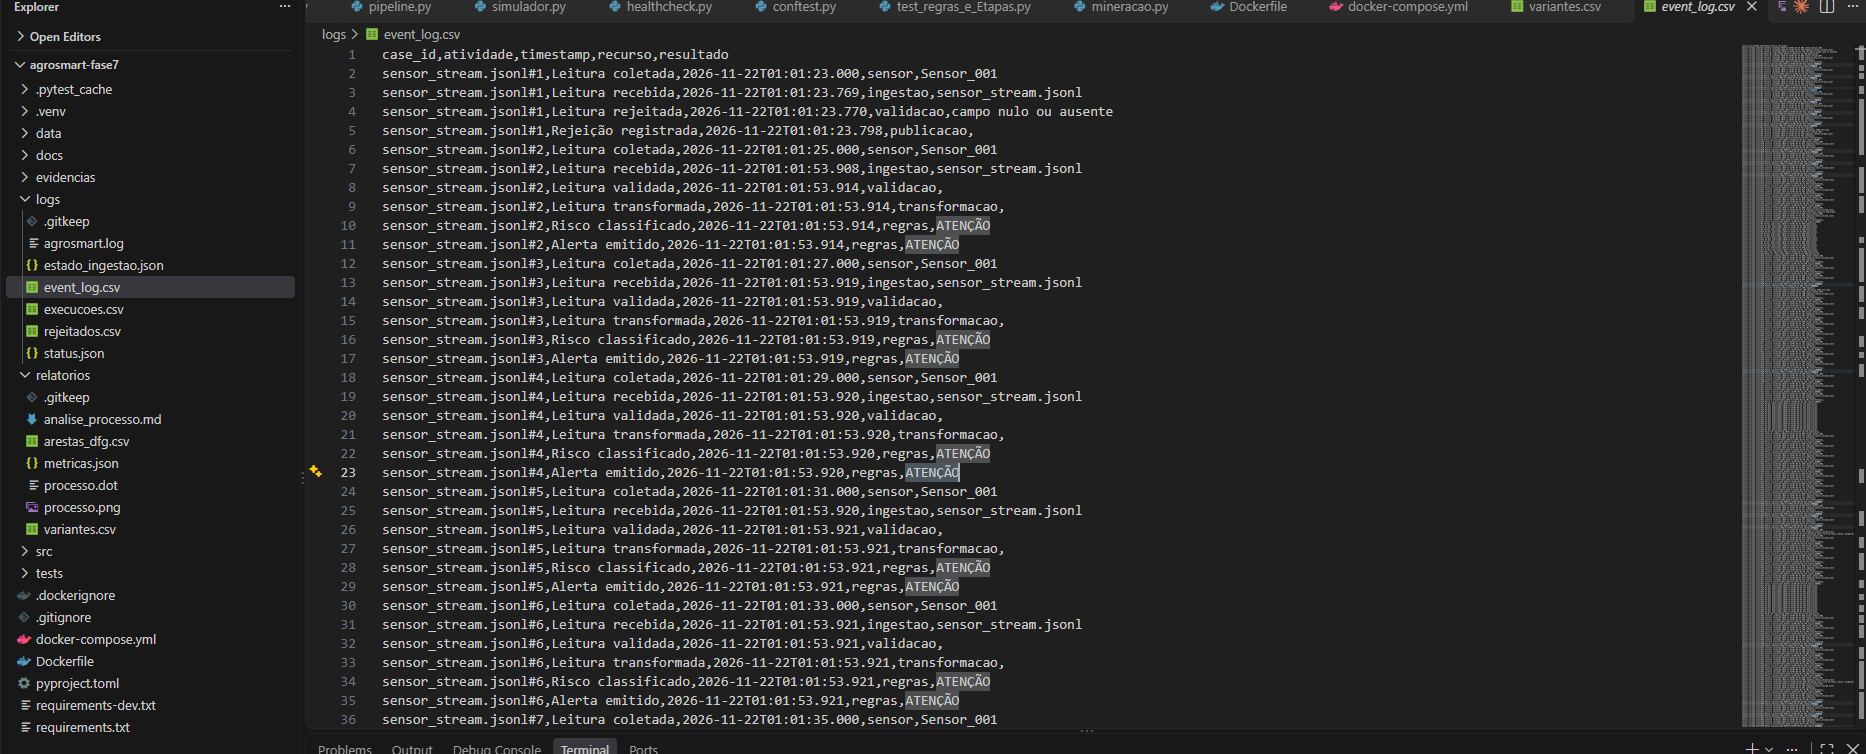 Explorer
Open Editors
agrosmart-fase7
.pytest_cache
.venv
data
docs
evidencias
logs
.gitkeep
agrosmart.log
estado_ingestao.json
event_log.csv
execucoes.csv
rejeitados.csv
status.json
relatorios
.gitkeep
analise_processo.md
arestas_dfg.csv
metricas.json
processo.dot
processo.png
variantes.csv
src
tests
.dockerignore
.gitignore
docker-compose.yml
Dockerfile
pyproject.toml
requirements-dev.txt
requirements.txt
pipeline.py simulador.py healthcheck.py conftest.py test_regras_e_Etapas.py mineracao.py Dockerfile docker-compose.yml variantes.csv event_log.csv
logs > event_log.csv
1 case_id,atividade,timestamp,recurso,resultado
2 sensor_stream.jsonl#1,Leitura coletada,2026-11-22T01:01:23.000,sensor,Sensor_001
3 sensor_stream.jsonl#1,Leitura recebida,2026-11-22T01:01:23.769,ingestao,sensor_stream.jsonl
4 sensor_stream.jsonl#1,Leitura rejeitada,2026-11-22T01:01:23.770,validacao,campo nulo ou ausente
5 sensor_stream.jsonl#1,Rejeição registrada,2026-11-22T01:01:23.798,publicacao,
6 sensor_stream.jsonl#2,Leitura coletada,2026-11-22T01:01:25.000,sensor,Sensor_001
7 sensor_stream.jsonl#2,Leitura recebida,2026-11-22T01:01:53.908,ingestao,sensor_stream.jsonl
8 sensor_stream.jsonl#2,Leitura validada,2026-11-22T01:01:53.914,validacao,
9 sensor_stream.jsonl#2,Leitura transformada,2026-11-22T01:01:53.914,transformacao,
10 sensor_stream.jsonl#2,Risco classificado,2026-11-22T01:01:53.914,regras,ATENÇÃO
11 sensor_stream.jsonl#2,Alerta emitido,2026-11-22T01:01:53.914,regras,ATENÇÃO
12 sensor_stream.jsonl#3,Leitura coletada,2026-11-22T01:01:27.000,sensor,Sensor_001
13 sensor_stream.jsonl#3,Leitura recebida,2026-11-22T01:01:53.919,ingestao,sensor_stream.jsonl
14 sensor_stream.jsonl#3,Leitura validada,2026-11-22T01:01:53.919,validacao,
15 sensor_stream.jsonl#3,Leitura transformada,2026-11-22T01:01:53.919,transformacao,
16 sensor_stream.jsonl#3,Risco classificado,2026-11-22T01:01:53.919,regras,ATENÇÃO
17 sensor_stream.jsonl#3,Alerta emitido,2026-11-22T01:01:53.919,regras,ATENÇÃO
18 sensor_stream.jsonl#4,Leitura coletada,2026-11-22T01:01:29.000,sensor,Sensor_001
19 sensor_stream.jsonl#4,Leitura recebida,2026-11-22T01:01:53.920,ingestao,sensor_stream.jsonl
20 sensor_stream.jsonl#4,Leitura validada,2026-11-22T01:01:53.920,validacao,
21 sensor_stream.jsonl#4,Leitura transformada,2026-11-22T01:01:53.920,transformacao,
22 sensor_stream.jsonl#4,Risco classificado,2026-11-22T01:01:53.920,regras,ATENÇÃO
23 sensor_stream.jsonl#4,Alerta emitido,2026-11-22T01:01:53.920,regras,ATENÇÃO
24 sensor_stream.jsonl#5,Leitura coletada,2026-11-22T01:01:31.000,sensor,Sensor_001
25 sensor_stream.jsonl#5,Leitura recebida,2026-11-22T01:01:53.920,ingestao,sensor_stream.jsonl
26 sensor_stream.jsonl#5,Leitura validada,2026-11-22T01:01:53.921,validacao,
27 sensor_stream.jsonl#5,Leitura transformada,2026-11-22T01:01:53.921,transformacao,
28 sensor_stream.jsonl#5,Risco classificado,2026-11-22T01:01:53.921,regras,ATENÇÃO
29 sensor_stream.jsonl#5,Alerta emitido,2026-11-22T01:01:53.921,regras,ATENÇÃO
30 sensor_stream.jsonl#6,Leitura coletada,2026-11-22T01:01:33.000,sensor,Sensor_001
31 sensor_stream.jsonl#6,Leitura recebida,2026-11-22T01:01:53.921,ingestao,sensor_stream.jsonl
32 sensor_stream.jsonl#6,Leitura validada,2026-11-22T01:01:53.921,validacao,
33 sensor_stream.jsonl#6,Leitura transformada,2026-11-22T01:01:53.921,transformacao,
34 sensor_stream.jsonl#6,Risco classificado,2026-11-22T01:01:53.921,regras,ATENÇÃO
35 sensor_stream.jsonl#6,Alerta emitido,2026-11-22T01:01:53.921,regras,ATENÇÃO
36 sensor_stream.jsonl#7,Leitura coletada,2026-11-22T01:01:35.000,sensor,Sensor_001
Problems Output Debug Console Terminal Ports